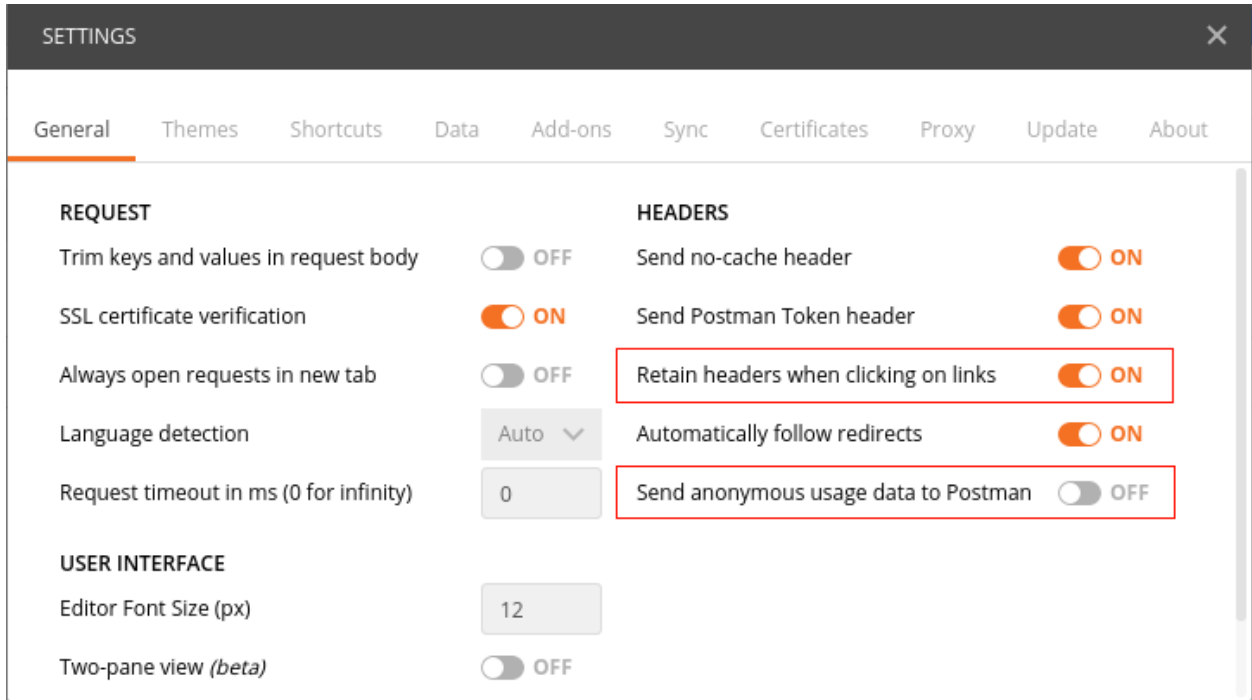 SETTINGS
General Themes Shortcuts Data Add-ons Sync Certificates Proxy Update About
REQUEST
Trim keys and values in request body OFF
SSL certificate verification ON
Always open requests in new tab OFF
Language detection Auto
Request timeout in ms (0 for infinity) 0
USER INTERFACE
Editor Font Size (px) 12
Two-pane view (beta) OFF
HEADERS
Send no-cache header ON
Send Postman Token header ON
Retain headers when clicking on links ON
Automatically follow redirects ON
Send anonymous usage data to Postman OFF